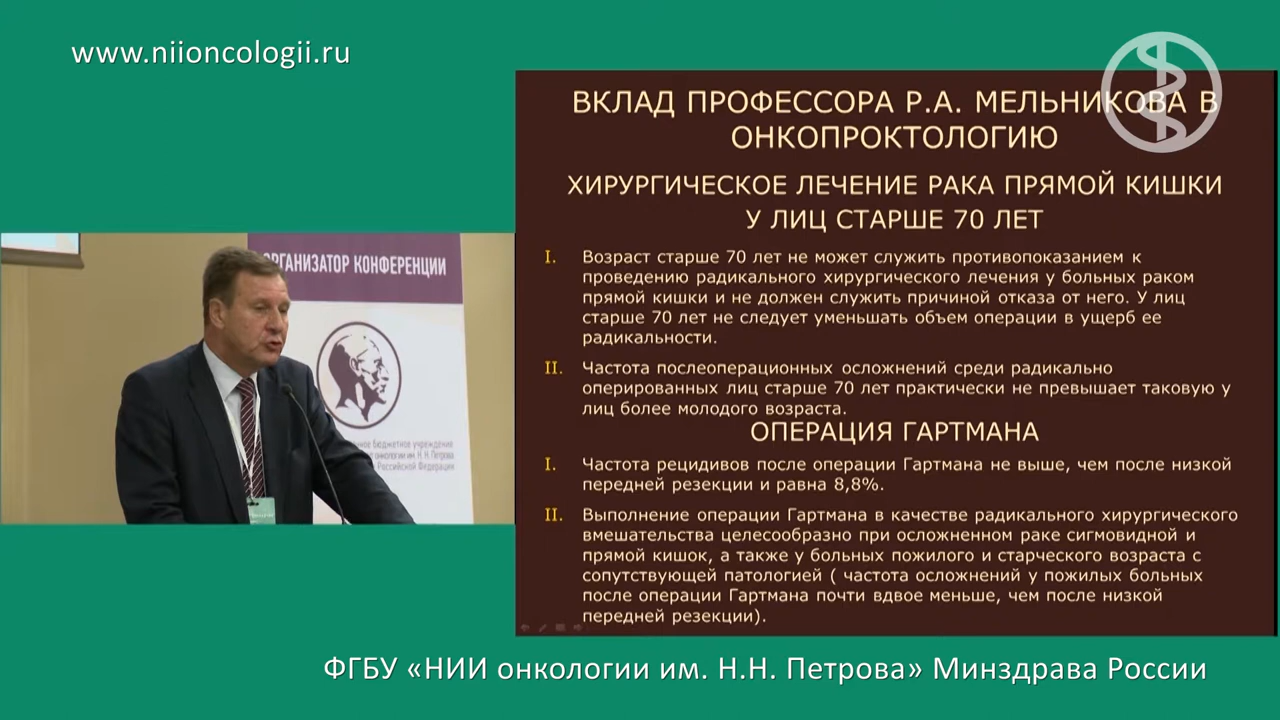 www.niioncologii.ru
ВКЛАД ПРОФЕССОРА Р.А. МЕЛЬНИКОВА В
ОНКОПРОКТОЛОГИЮ
ХИРУРГИЧЕСКОЕ ЛЕЧЕНИЕ РАКА ПРЯМОЙ КИШКИ
У ЛИЦ СТАРШЕ 70 ЛЕТ
I. Возраст старше 70 лет не может служить противопоказанием к
проведению радикального хирургического лечения у больных раком
прямой кишки и не должен служить причиной отказа от него. У лиц
старше 70 лет не следует уменьшать объем операции в ущерб ее
радикальности.
II. Частота послеоперационных осложнений среди радикально
оперированных лиц старше 70 лет практически не превышает таковую у
лиц более молодого возраста.
ОПЕРАЦИЯ ГАРТМАНА
I. Частота рецидивов после операции Гартмана не выше, чем после низкой
передней резекции и равна 8,8%.
II. Выполнение операции Гартмана в качестве радикального хирургического
вмешательства целесообразно при осложненном раке сигмовидной и
прямой кишок, а также у больных пожилого и старческого возраста с
сопутствующей патологией ( частота осложнений у пожилых больных
после операции Гартмана почти вдвое меньше, чем после низкой
передней резекции).
ОРГАНИЗАТОР КОНФЕРЕНЦИИ
бюджетное учреждение
онкологии им. Н. Н. Петрова
Российской Федерации
ФГБУ «НИИ онкологии им. Н.Н. Петрова» Минздрава России